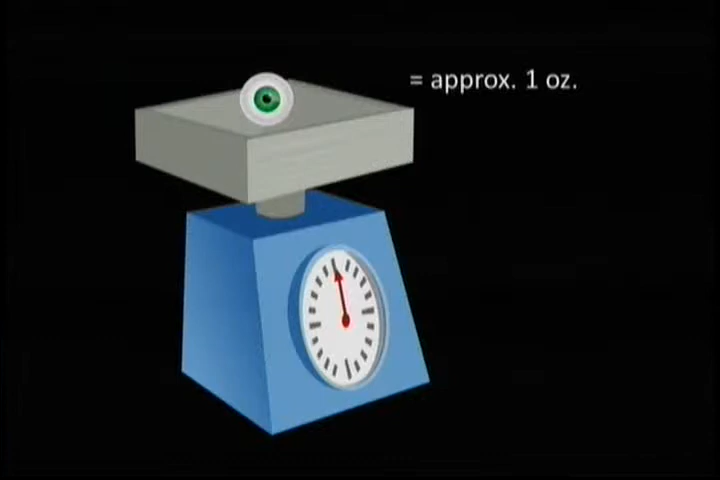 = approx. 1 oz.